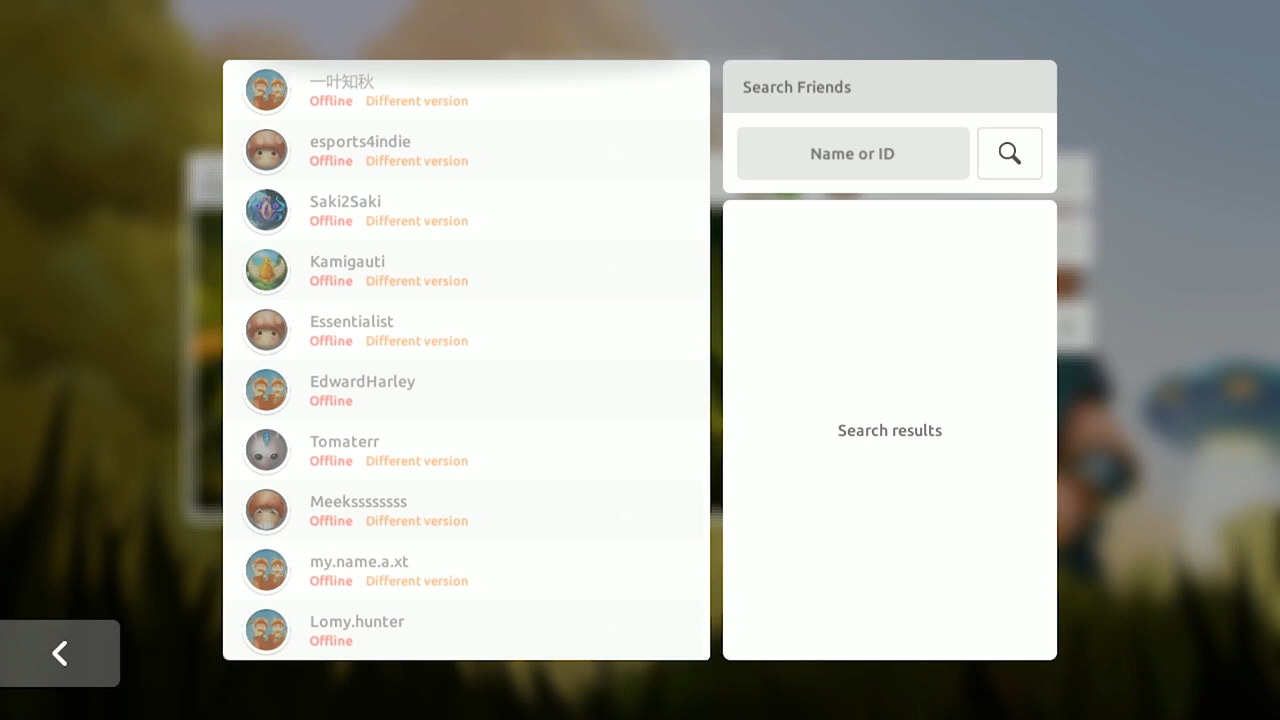 一叶知秋
Offline Different version
esports4indie
Offline Different version
Saki2Saki
Offline Different version
Kamigauti
Offline Different version
Essentialist
Offline Different version
EdwardHarley
Offline
Tomaterr
Offline Different version
Meekssssssss
Offline Different version
my.name.a.xt
Offline Different version
Lomy.hunter
Offline
Search Friends
Name or ID
Search results